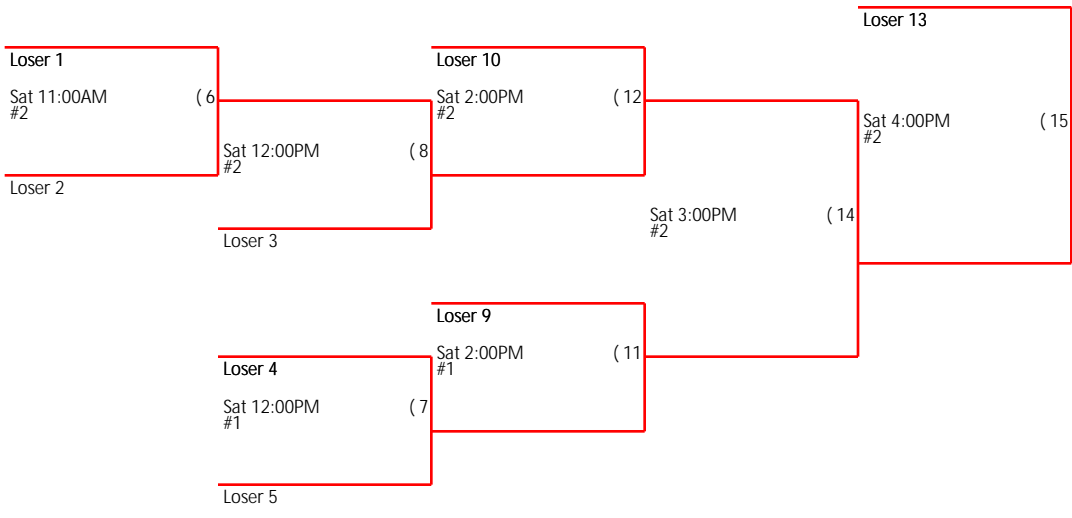 Loser 13
Loser 1
Loser 10
Sat 11:00AM
#2
( 6
Sat 2:00PM
#2
( 12
Sat 4:00PM
#2
( 15
Sat 12:00PM
#2
( 8
Loser 2
Sat 3:00PM
#2
( 14
Loser 3
Loser 9
Sat 2:00PM
#1
( 11
Loser 4
Sat 12:00PM
#1
( 7
Loser 5